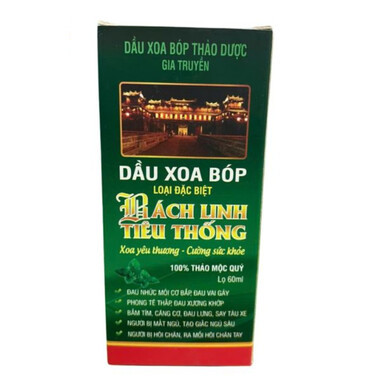 DẦU XOA BÓP THẢO DƯỢC
GIA TRUYỀN
DẦU XOA BÓP
LOẠI ĐẶC BIỆT
BÁCH LINH
TIÊU THỐNG
Xoa yêu thương - Cường sức khỏe
100% THẢO MỘC QUÝ
Lọ 60ml
ĐAU NHỨC MỎI CƠ BẮP, ĐAU VAI GÁY
PHONG TÊ THẤP, ĐAU XƯƠNG KHỚP
BẦM TÍM, CĂNG CƠ, ĐAU LƯNG, SAY TÀU XE
NGƯỜI BỊ MẤT NGỦ, TẠO GIẤC NGỦ SÂU
NGƯỜI BỊ HÔI CHÂN, RA MỒ HÔI CHÂN TAY